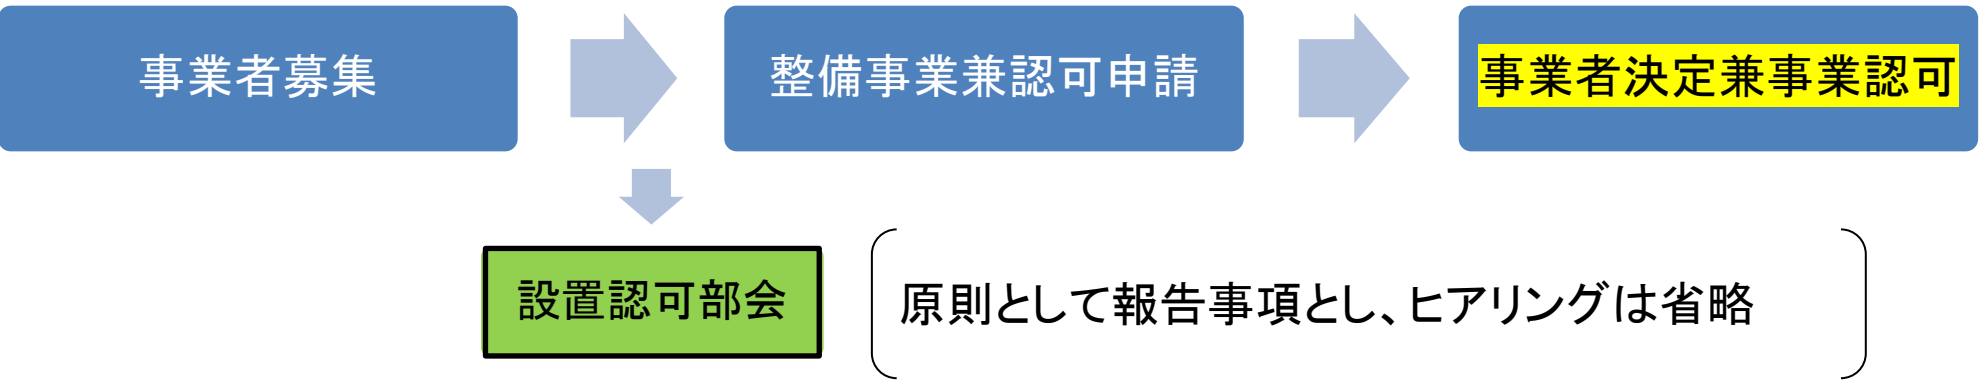 事業者募集
整備事業兼認可申請
事業者決定兼事業認可
設置認可部会
原則として報告事項とし、ヒアリングは省略